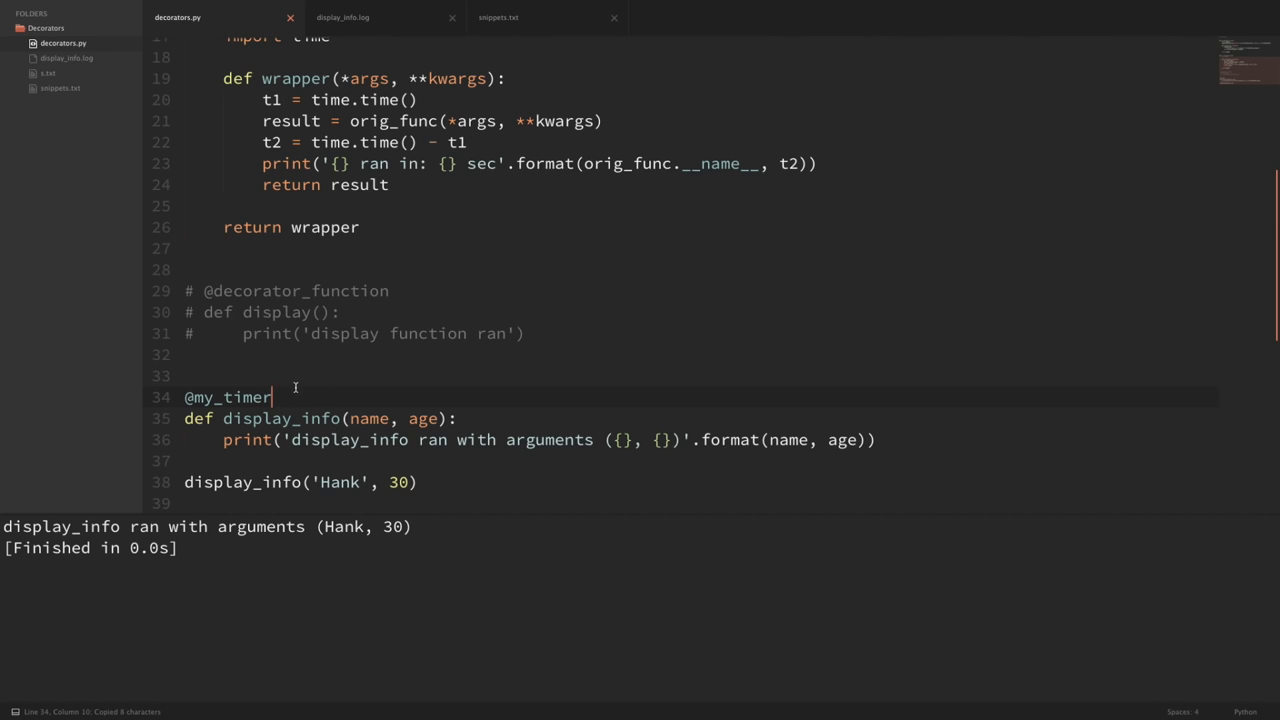 FOLDERS
Decorators
decorators.py
display_info.log
s.txt
snippets.txt
decorators.py
display_info.log
snippets.txt
17 import time
18
19 def wrapper(*args, **kwargs):
20 t1 = time.time()
21 result = orig_func(*args, **kwargs)
22 t2 = time.time() - t1
23 print('{} ran in: {} sec'.format(orig_func.__name__, t2))
24 return result
25
26 return wrapper
27
28
29 # @decorator_function
30 # def display():
31 # print('display function ran')
32
33
34 @my_timer
35 def display_info(name, age):
36 print('display_info ran with arguments ({}, {})'.format(name, age))
37
38 display_info('Hank', 30)
39
display_info ran with arguments (Hank, 30)
[Finished in 0.0s]
Line 34, Column 10; Copied 8 characters
Spaces: 4
Python